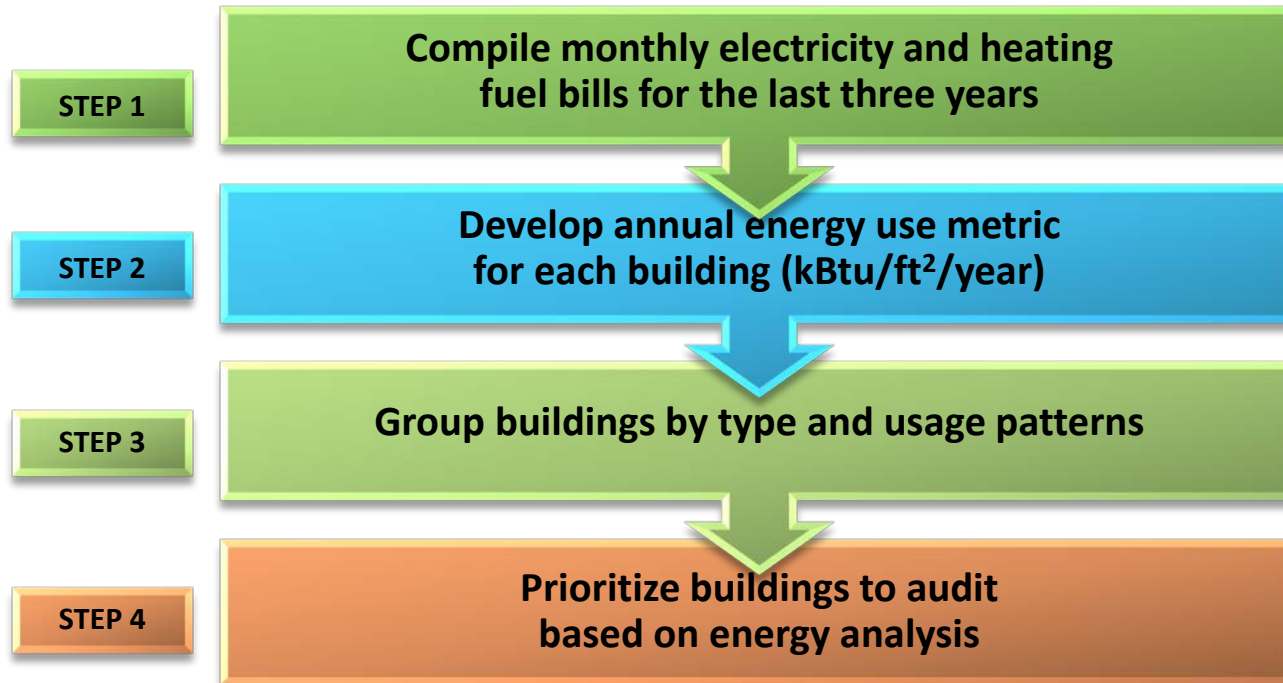 STEP 1
Compile monthly electricity and heating
fuel bills for the last three years
STEP 2
Develop annual energy use metric
for each building (kBtu/ft²/year)
STEP 3
Group buildings by type and usage patterns
STEP 4
Prioritize buildings to audit
based on energy analysis